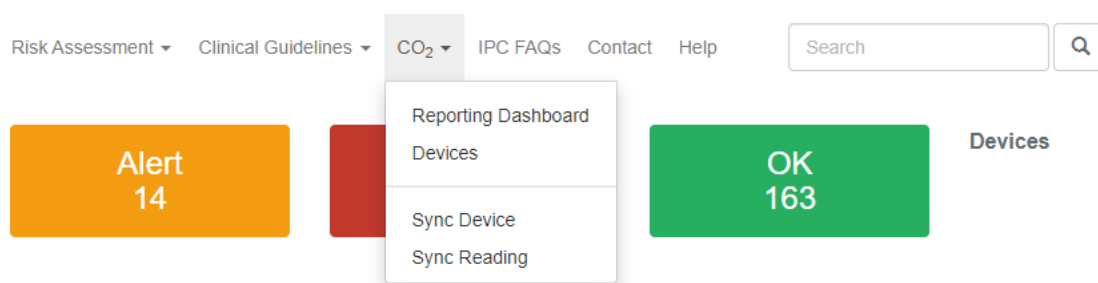 Risk Assessment Clinical Guidelines CO₂ IPC FAQs Contact Help Search
Reporting Dashboard
Devices
Sync Device
Sync Reading
Alert
14
OK
163
Devices